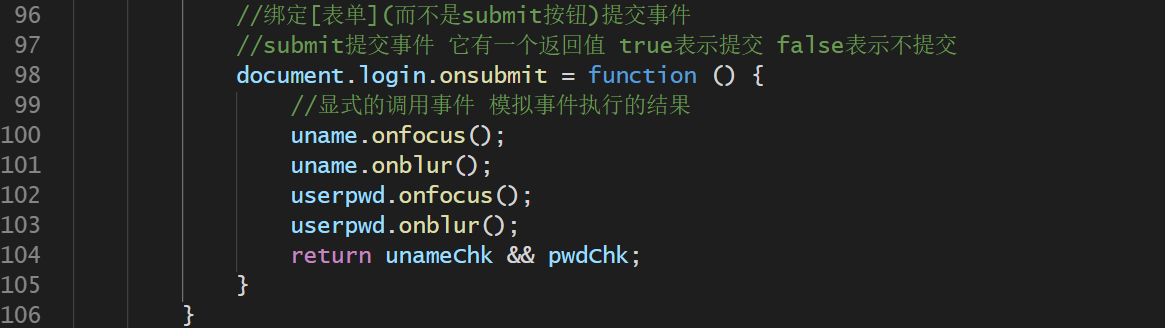 96 //绑定[表单](而不是submit按钮)提交事件
97 //submit提交事件 它有一个返回值 true表示提交 false表示不提交
98 document.login.onsubmit = function () {
99 //显式的调用事件 模拟事件执行的结果
100 uname.onfocus();
101 uname.onblur();
102 userpwd.onfocus();
103 userpwd.onblur();
104 return unameChk && pwdChk;
105 }
106 }